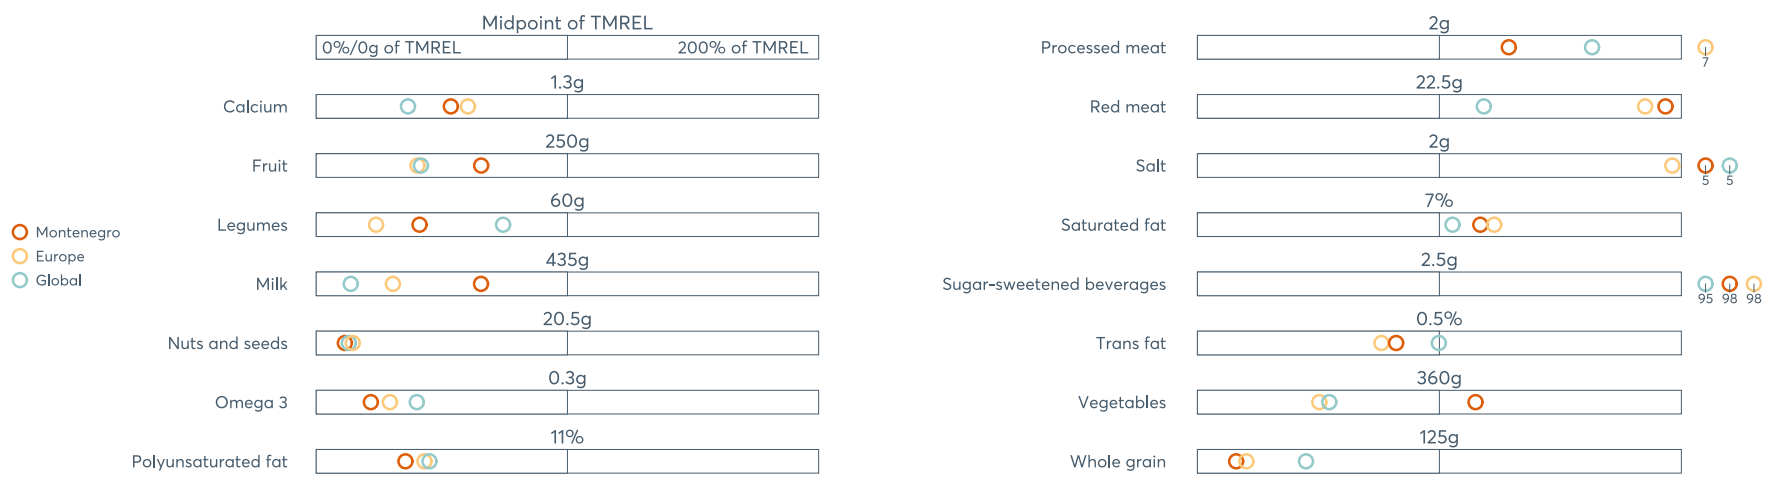 Midpoint of TMREL
0%/0g of TMREL 200% of TMREL
1.3g
Calcium
250g
Fruit
60g
Legumes
435g
Milk
20.5g
Nuts and seeds
0.3g
Omega 3
11%
Polyunsaturated fat
Montenegro
Europe
Global
2g
Processed meat
7
22.5g
Red meat
2g
Salt
5 5
7%
Saturated fat
2.5g
Sugar-sweetened beverages
95 98 98
0.5%
Trans fat
360g
Vegetables
125g
Whole grain